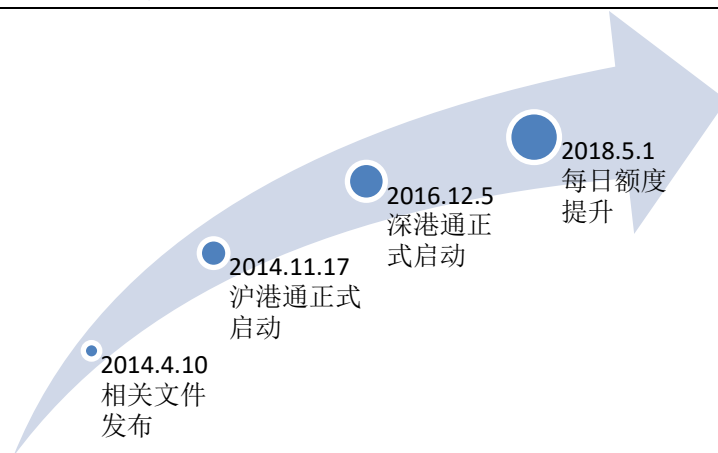 2014.4.10
相关文件
发布
2014.11.17
沪港通正式
启动
2016.12.5
深港通正
式启动
2018.5.1
每日额度
提升